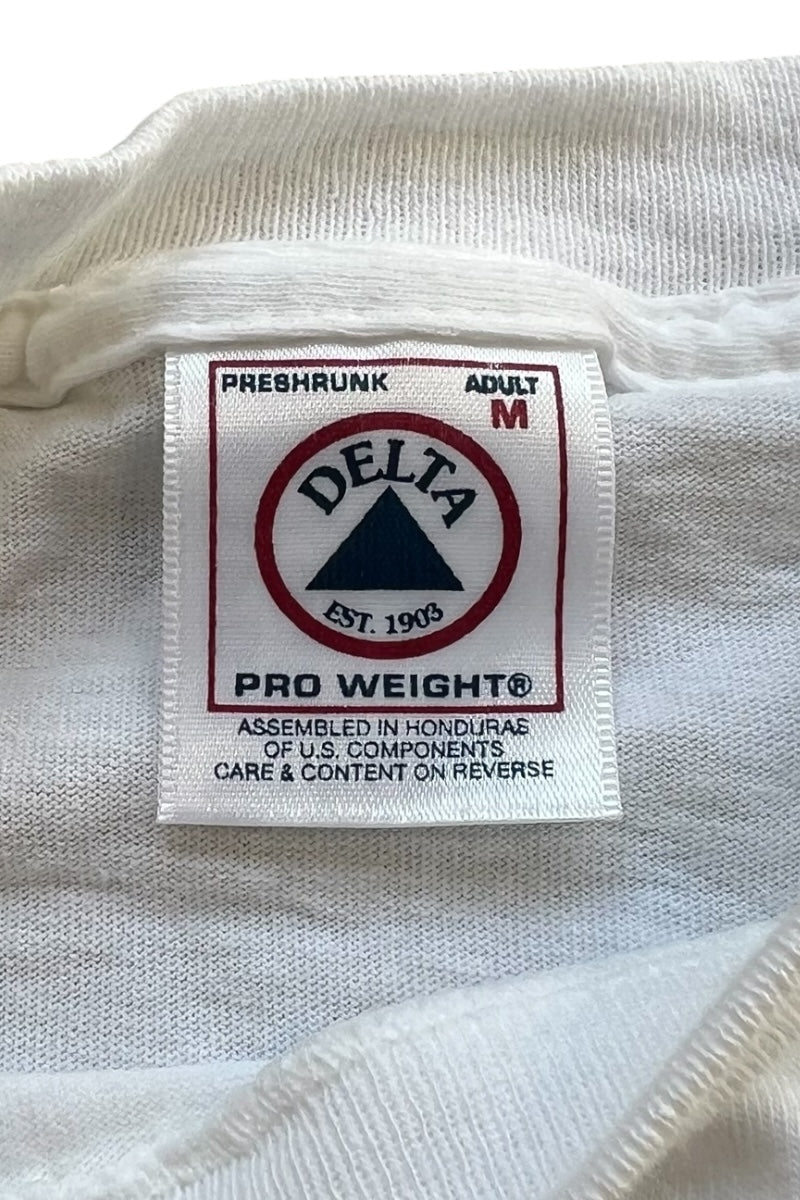 PRESHRUNK ADULT
M
DELTA
EST. 1903
PRO WEIGHT®
ASSEMBLED IN HONDURAS
OF U.S. COMPONENTS
CARE & CONTENT ON REVERSE